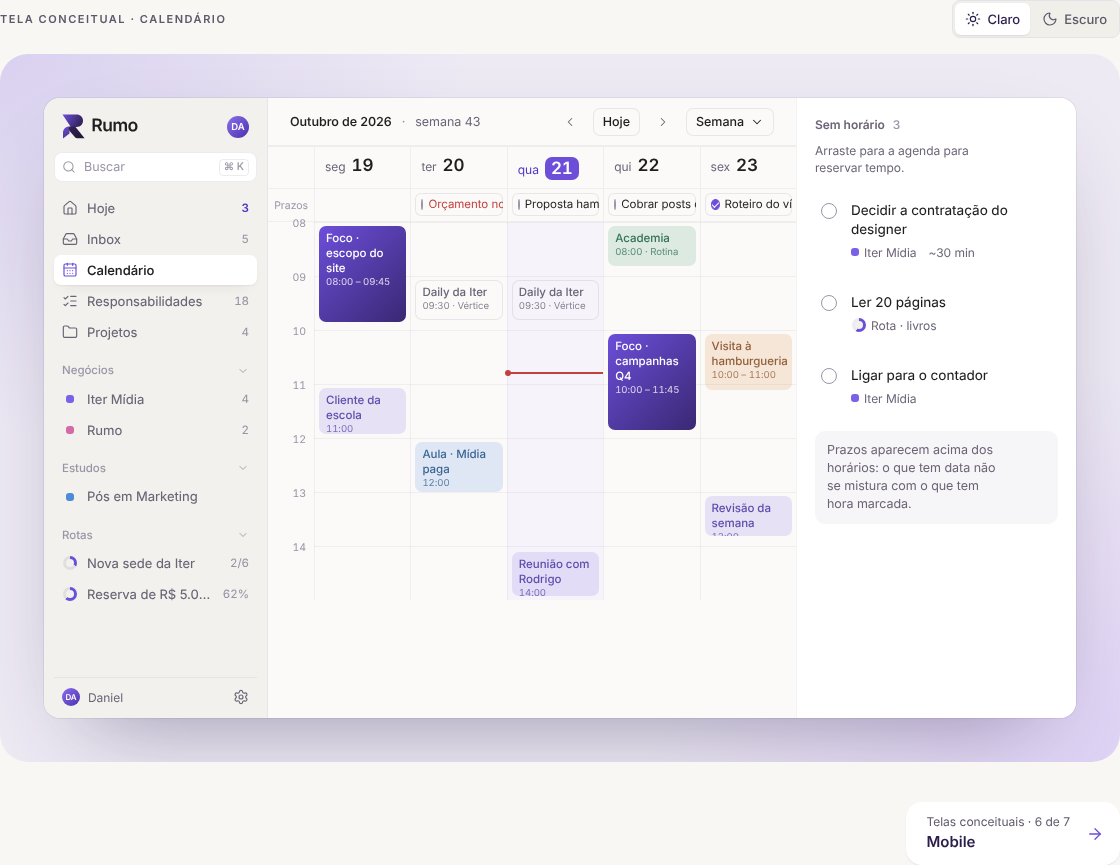 TELA CONCEITUAL · CALENDÁRIO
Claro
Escuro
Rumo
DA
Buscar
⌘ K
Hoje 3
Inbox 5
Calendário
Responsabilidades 18
Projetos 4
Negócios
Iter Mídia 4
Rumo 2
Estudos
Pós em Marketing
Rotas
Nova sede da Iter 2/6
Reserva de R$ 5.0... 62%
DA Daniel
Outubro de 2026 · semana 43
Hoje
Semana
seg 19
ter 20
qua 21
qui 22
sex 23
Prazos
Orçamento no
Proposta ham
Cobrar posts
Roteiro do ví
08
09
10
11
12
13
14
Foco ·
escopo do
site
08:00 – 09:45
Cliente da
escola
11:00
Daily da Iter
09:30 · Vértice
Aula · Mídia
paga
12:00
Daily da Iter
09:30 · Vértice
Reunião com
Rodrigo
14:00
Academia
08:00 · Rotina
Foco ·
campanhas
Q4
10:00 – 11:45
Visita à
hamburgueria
10:00 – 11:00
Revisão da
semana
13:00
Sem horário 3
Arraste para a agenda para
reservar tempo.
Decidir a contratação do
designer
Iter Mídia ~30 min
Ler 20 páginas
Rota · livros
Ligar para o contador
Iter Mídia
Prazos aparecem acima dos
horários: o que tem data não
se mistura com o que tem
hora marcada.
Telas conceituais · 6 de 7
Mobile